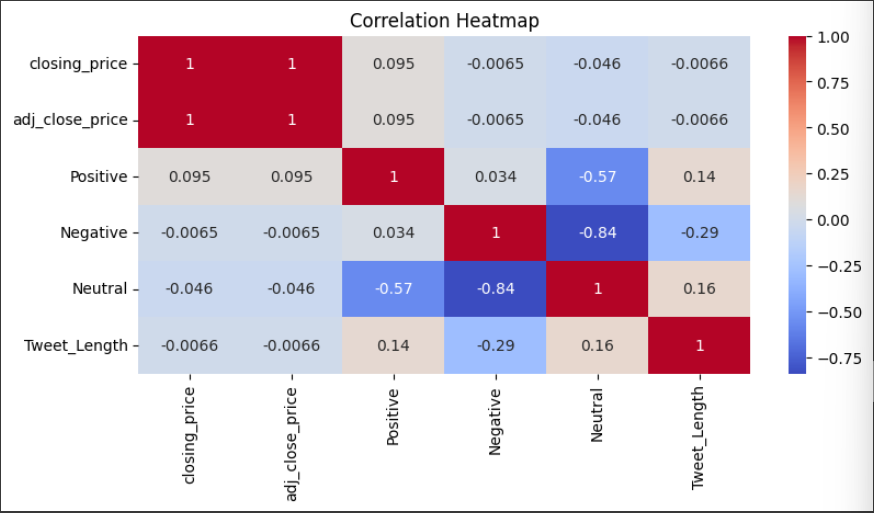 Correlation Heatmap
closing_price 1 1 0.095 -0.0065 -0.046 -0.0066
adj_close_price 1 1 0.095 -0.0065 -0.046 -0.0066
Positive 0.095 0.095 1 0.034 -0.57 0.14
Negative -0.0065 -0.0065 0.034 1 -0.84 -0.29
Neutral -0.046 -0.046 -0.57 -0.84 1 0.16
Tweet_Length -0.0066 -0.0066 0.14 -0.29 0.16 1
closing_price
adj_close_price
Positive
Negative
Neutral
Tweet_Length
1.00
0.75
0.50
0.25
0.00
−0.25
−0.50
−0.75